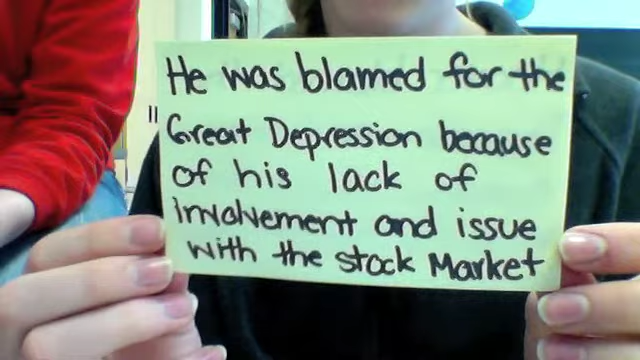 He was blamed for the
Great Depression because
of his lack of
involvement and issue
with the stock Market